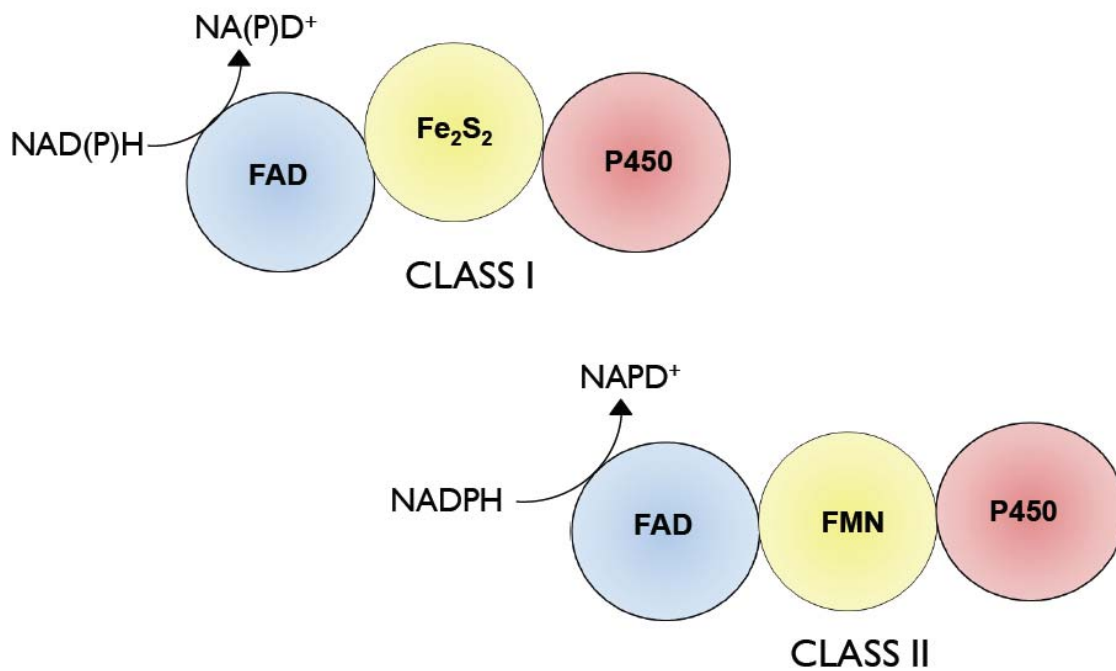 NA(P)D⁺
NAD(P)H
FAD
Fe₂S₂
P450
CLASS I
NAPD⁺
NADPH
FAD
FMN
P450
CLASS II